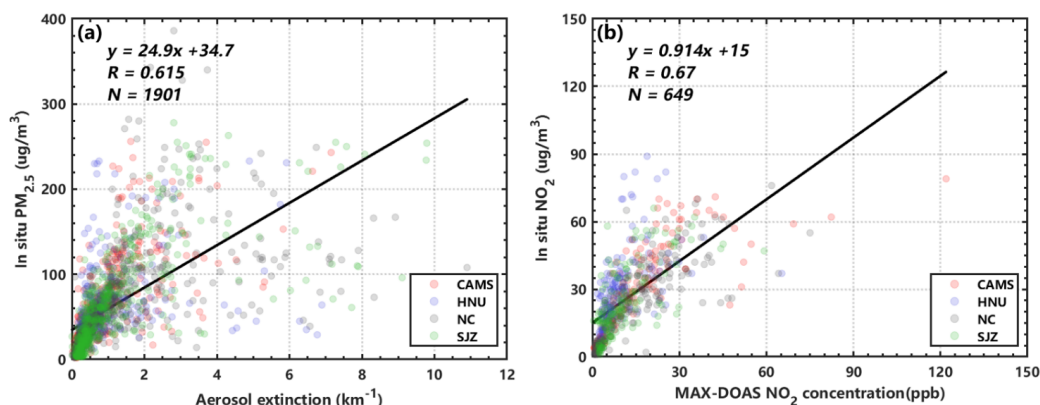 (a)
y = 24.9x +34.7
R = 0.615
N = 1901
In situ PM2.5 (ug/m3)
400
300
200
100
0
0 2 4 6 8 10 12
Aerosol extinction (km-1)
CAMS
HNU
NC
SJZ
(b)
y = 0.914x +15
R = 0.67
N = 649
In situ NO2 (ug/m3)
150
120
90
60
30
0
0 30 60 90 120 150
MAX-DOAS NO2 concentration(ppb)
CAMS
HNU
NC
SJZ